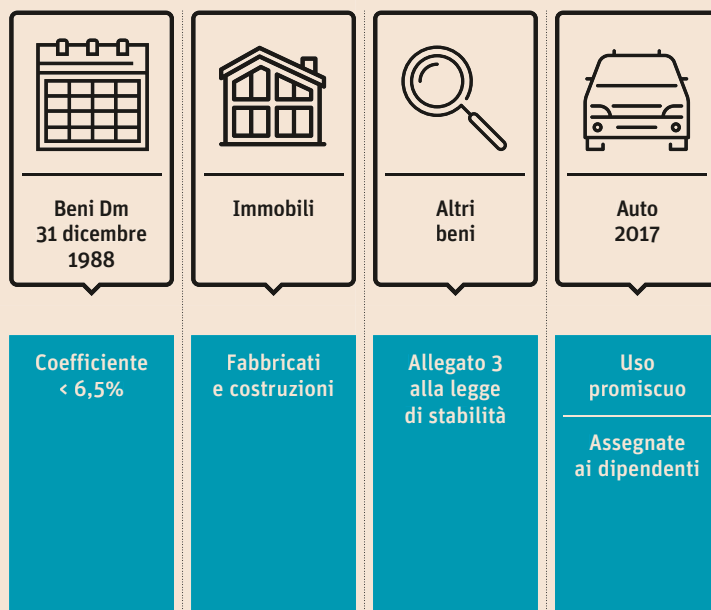 Beni Dm
31 dicembre
1988
Immobili
Altri
beni
Auto
2017
Coefficiente
< 6,5%
Fabbricati
e costruzioni
Allegato 3
alla legge
di stabilità
Uso
promiscuo
Assegnate
ai dipendenti